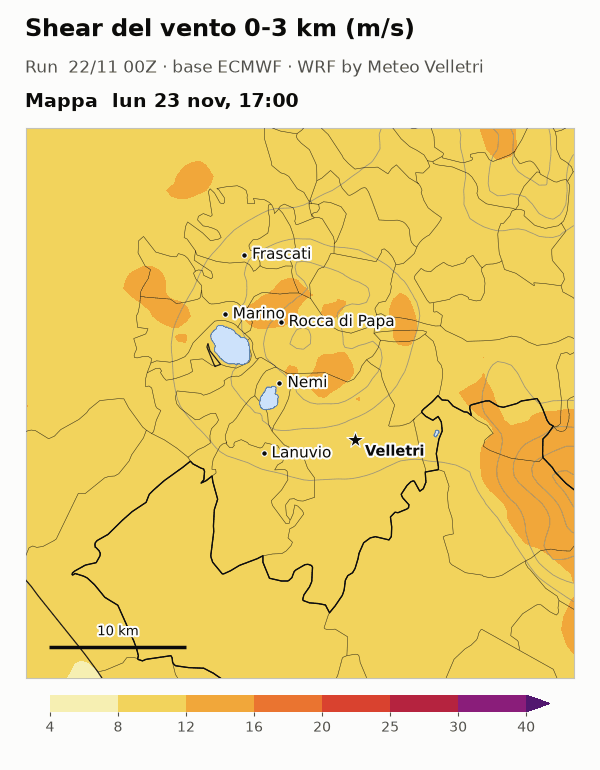 Shear del vento 0-3 km (m/s)
Run  22/11 00Z · base ECMWF · WRF by Meteo Velletri
Mappa  lun 23 nov, 17:00
Frascati
Marino
Rocca di Papa
Nemi
Velletri
Lanuvio
10 km
4 8 12 16 20 25 30 40